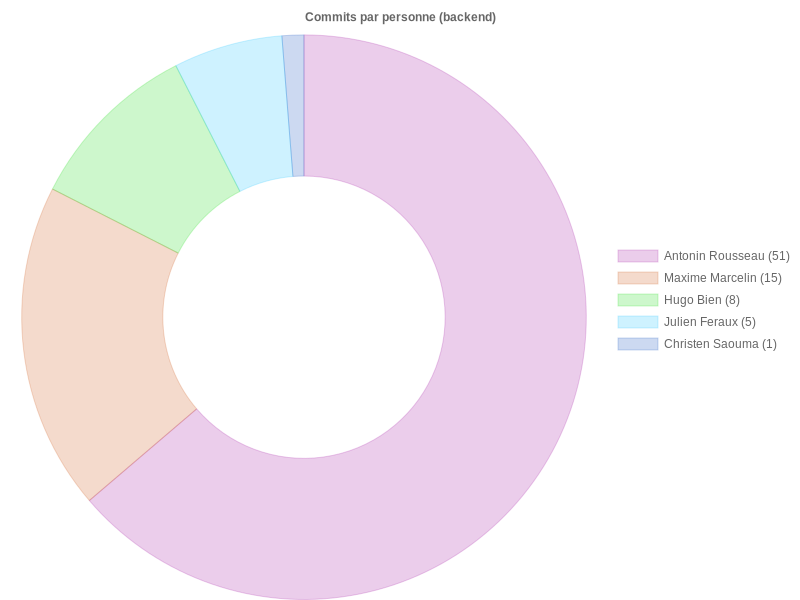 Commits par personne (backend)
Antonin Rousseau (51)
Maxime Marcelin (15)
Hugo Bien (8)
Julien Feraux (5)
Christen Saouma (1)